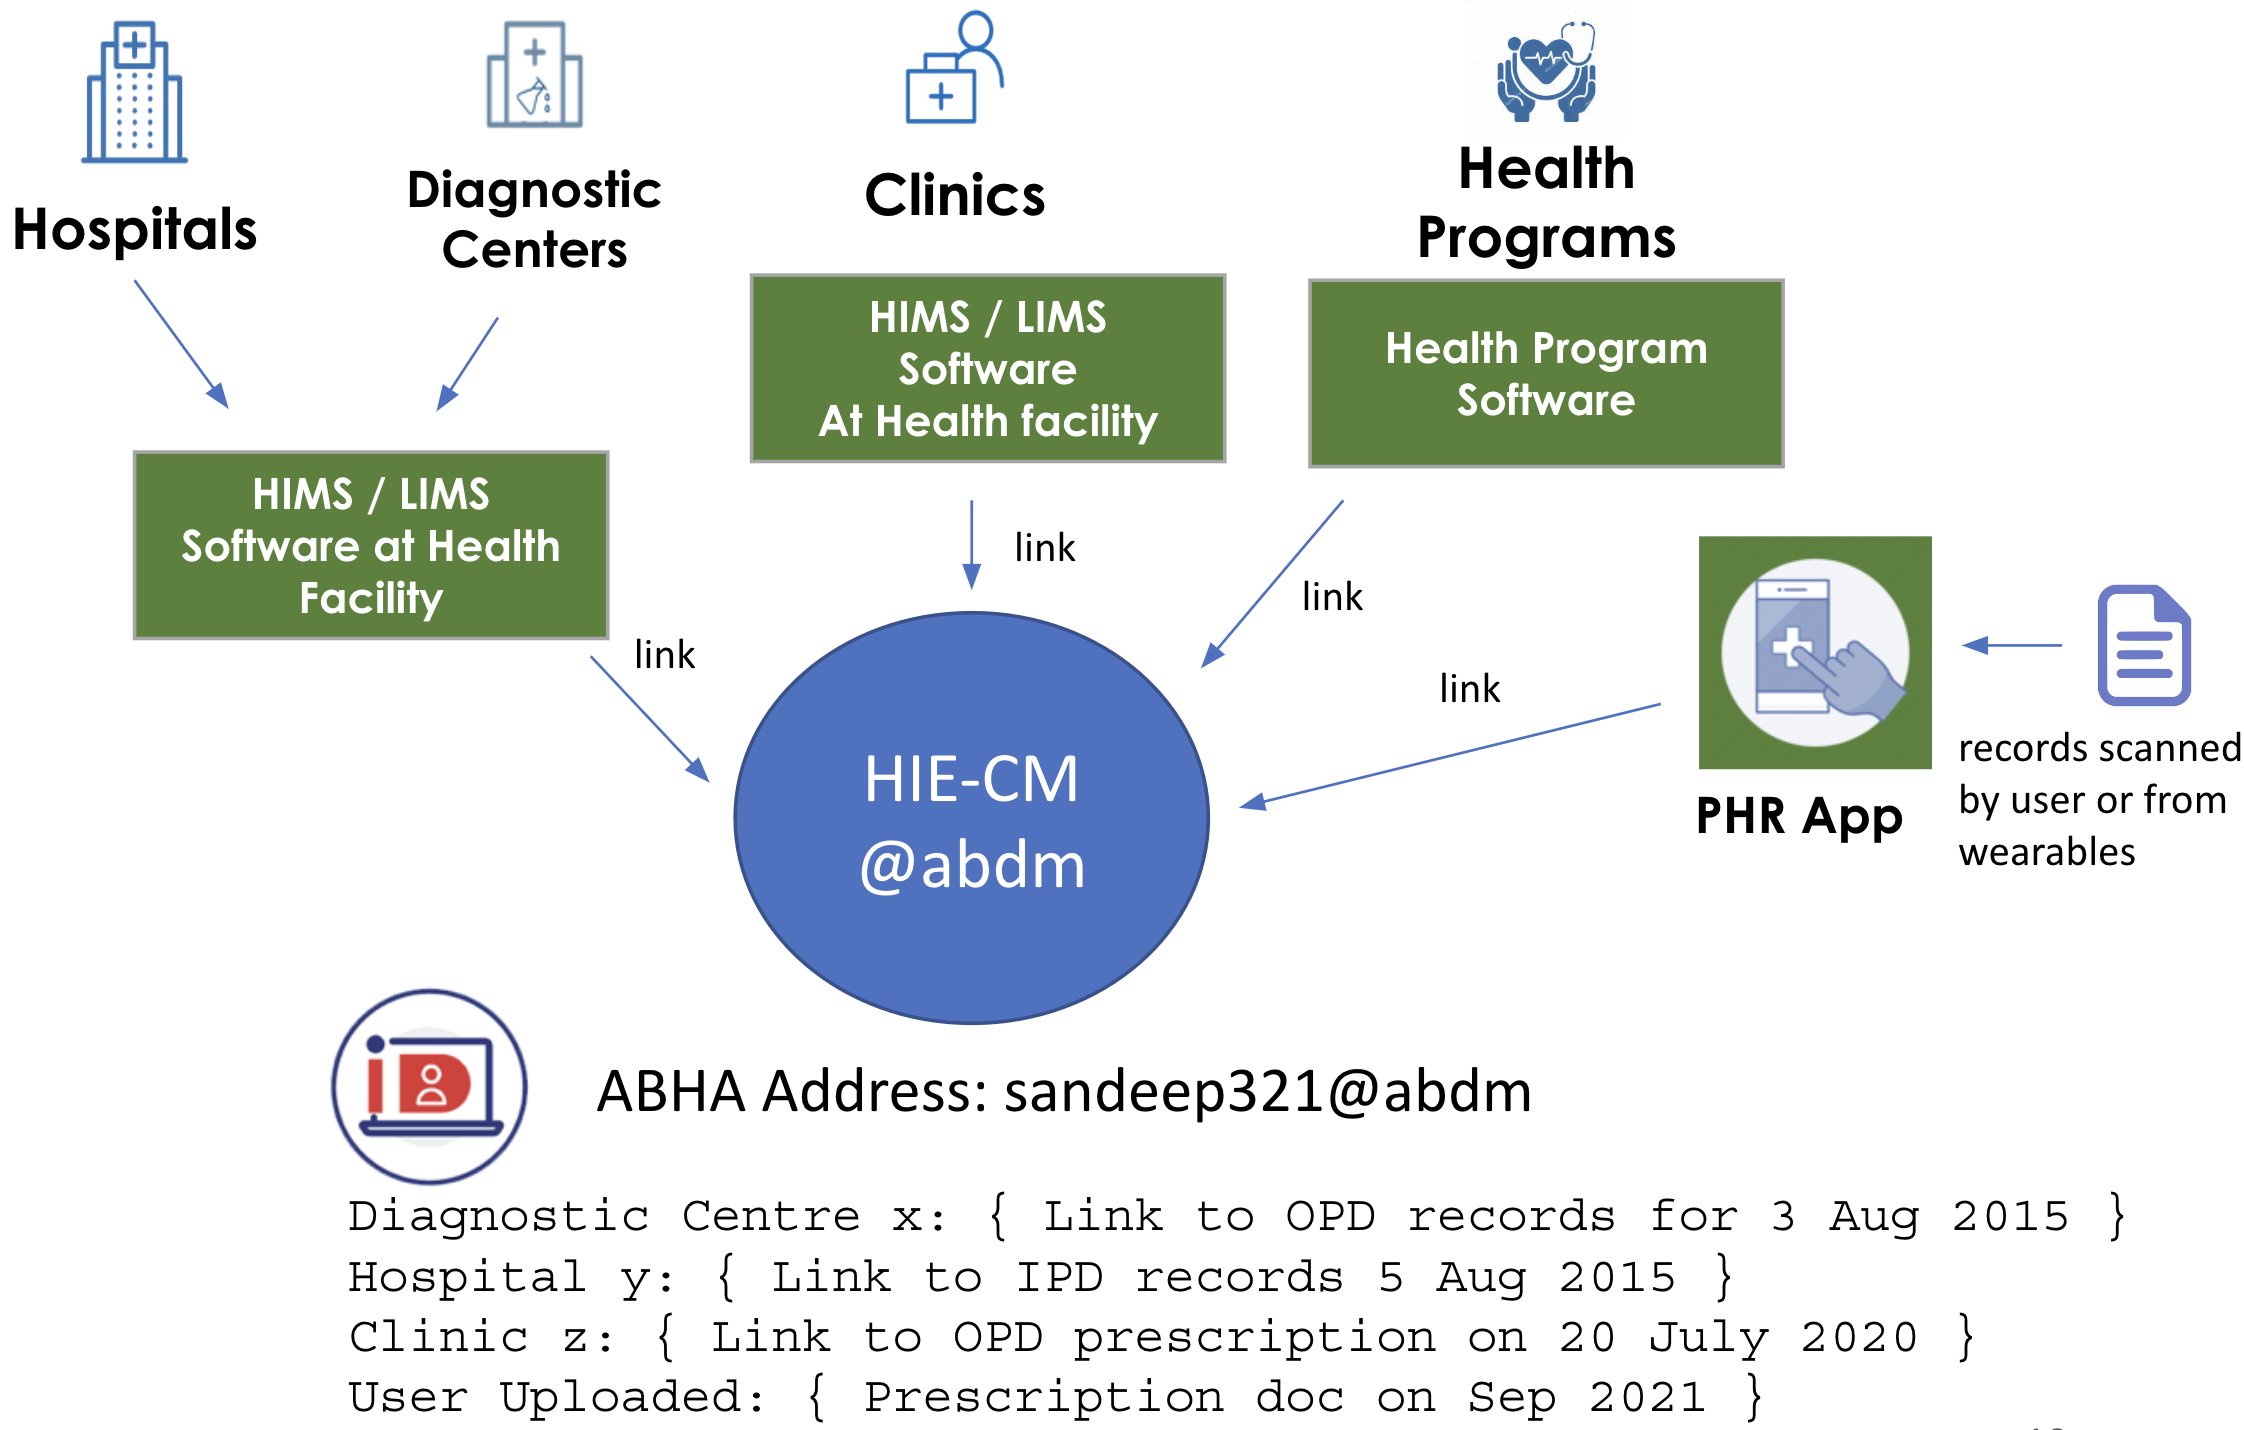 Hospitals
Diagnostic
Centers
Clinics
Health
Programs
HIMS / LIMS
Software
At Health facility
Health Program
Software
HIMS / LIMS
Software at Health
Facility
link
link
link
link
HIE-CM
@abdm
PHR App
records scanned
by user or from
wearables
iD
ABHA Address: sandeep321@abdm
Diagnostic Centre x: { Link to OPD records for 3 Aug 2015 }
Hospital y: { Link to IPD records 5 Aug 2015 }
Clinic z: { Link to OPD prescription on 20 July 2020 }
User Uploaded: { Prescription doc on Sep 2021 }